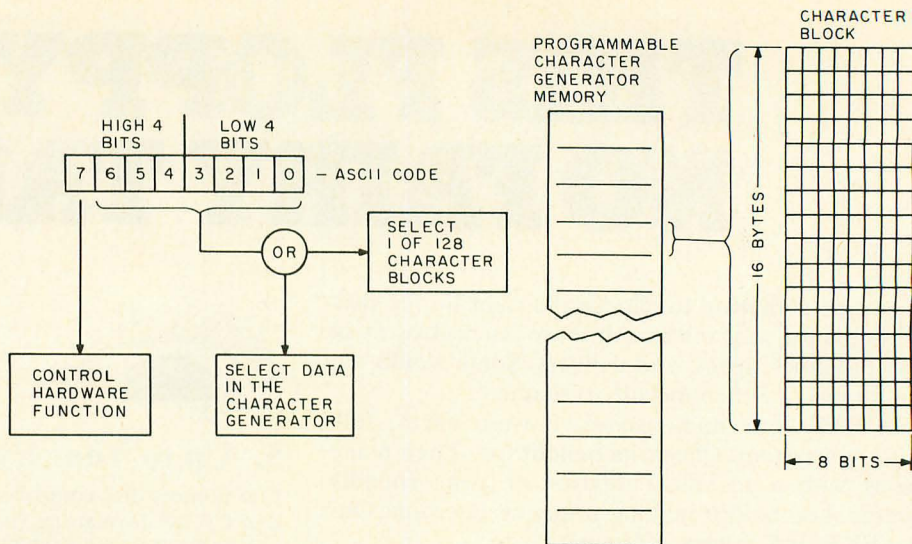 HIGH 4
BITS
LOW 4
BITS
7 6 5 4 3 2 1 0
– ASCII CODE
OR
SELECT
1 OF 128
CHARACTER
BLOCKS
CONTROL
HARDWARE
FUNCTION
SELECT DATA
IN THE
CHARACTER
GENERATOR
PROGRAMMABLE
CHARACTER
GENERATOR
MEMORY
CHARACTER
BLOCK
16 BYTES
8 BITS